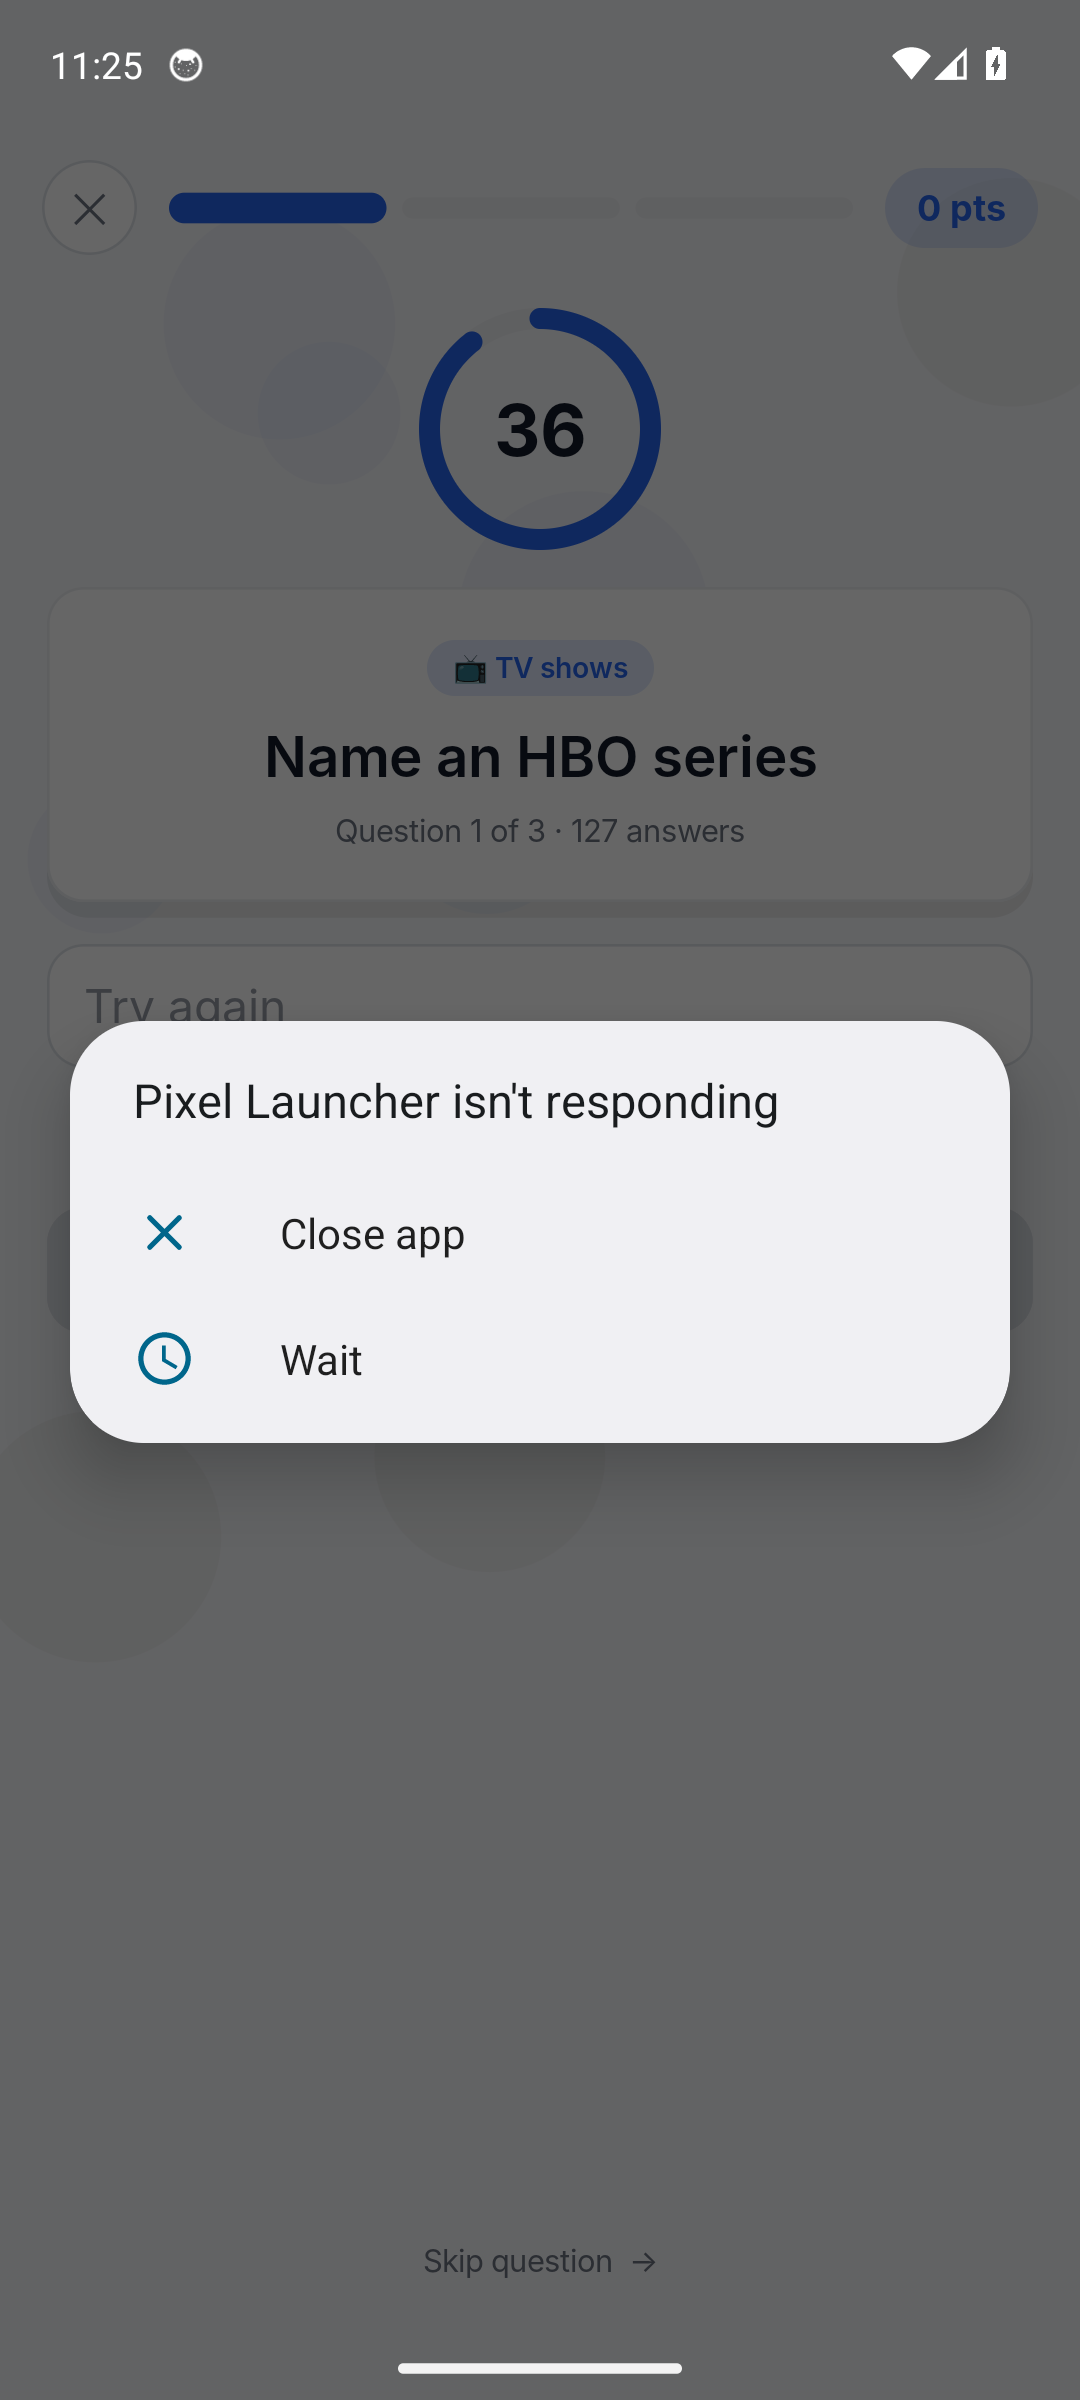 11:25
0 pts
36
📺 TV shows
Name an HBO series
Question 1 of 3 · 127 answers
Try again
Pixel Launcher isn't responding
Close app
Wait
Skip question →